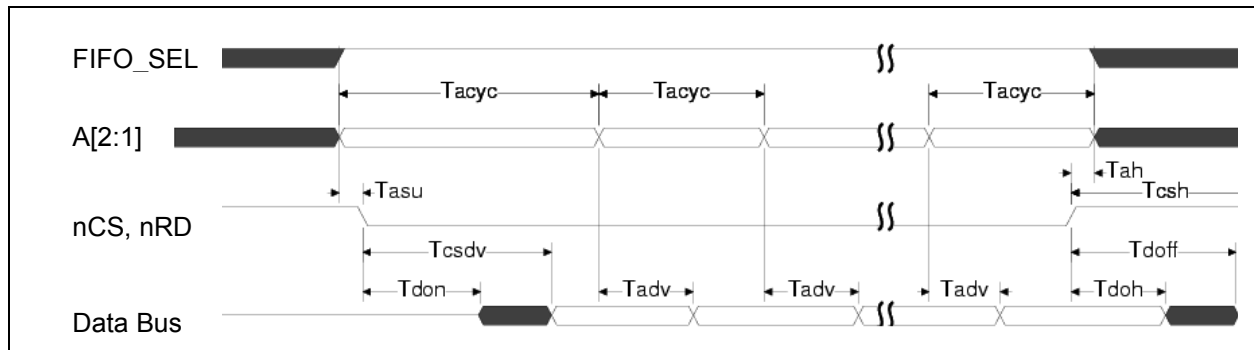 FIFO_SEL
Tacyc Tacyc Tacyc
A[2:1]
Tah
Tasu Tcsh
nCS, nRD
Tcsdv Tdoff
Tdon Tadv Tadv Tadv Tdoh
Data Bus